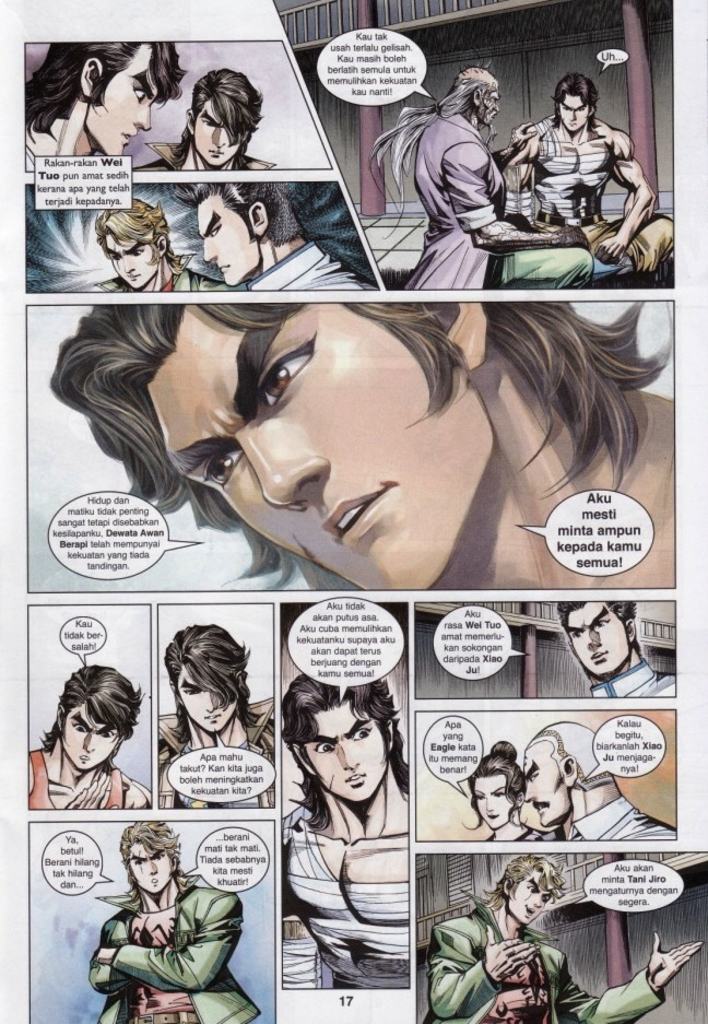 Rakan-rakan Wei
Tuo pun amat sedih
kerana apa yang telah
terjadi kepadanya.
Kau tak
usah terlalu gelisah.
Kau masih boleh
berlatih semula untuk
memulihkan kekuatan
kau nanti!
Uh...
Hidup dan
matiku tidak penting
sangat tetapi disebabkan
kesilapanku, Dewata Awan
Berapi telah mempunyai
kekuatan yang tiada
tandingan.
Aku
mesti
minta ampun
kepada kamu
semua!
Kau
tidak ber-
salah!
Apa mahu
takut? Kan kita juga
boleh meningkatkan
kekuatan kita?
Ya,
betul!
Berani hilang
tak hilang
dan...
...berani
mati tak mati.
Tiada sebabnya
kita mesti
khuatir!
Aku tidak
akan putus asa.
Aku cuba memulihkan
kekuatanku supaya aku
akan dapat terus
berjuang dengan
kamu semua!
Aku
rasa Wei Tuo
amat memerlu-
kan sokongan
daripada Xiao
Ju!
Apa
yang
Eagle kata
itu memang
benar!
Kalau
begitu,
biarkanlah Xiao
Ju menjaga-
nya!
Aku akan
minta Tani Jiro
mengaturnya dengan
segera.
17